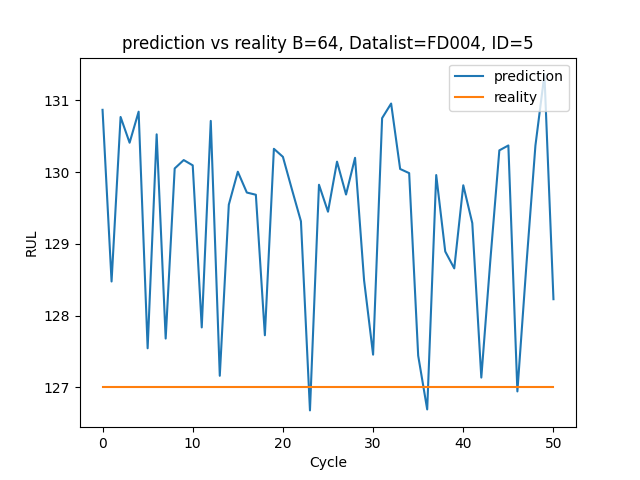 prediction vs reality B=64, Datalist=FD004, ID=5
prediction
reality
131
130
129
128
127
RUL
0 10 20 30 40 50
Cycle